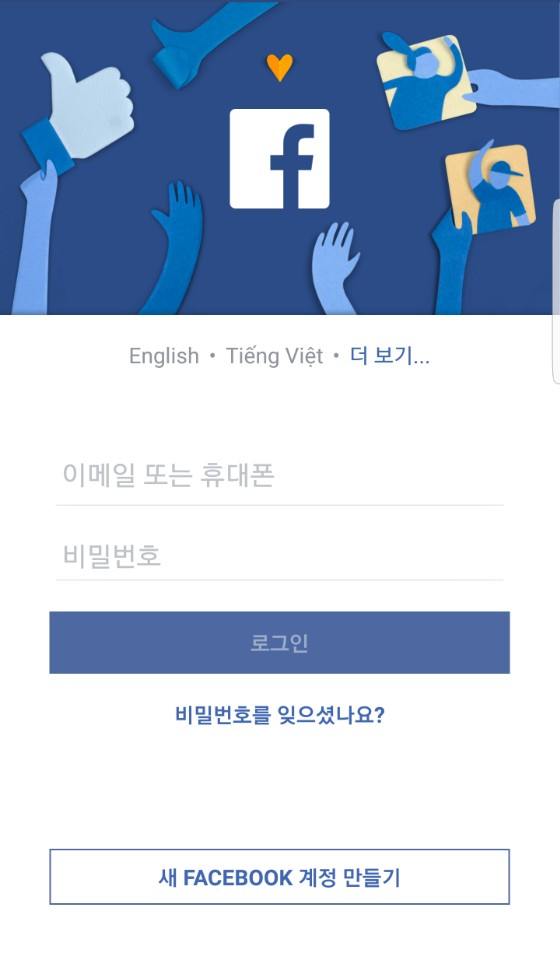 f
English • Tiếng Việt • 더 보기...
이메일 또는 휴대폰
비밀번호
로그인
비밀번호를 잊으셨나요?
새 FACEBOOK 계정 만들기